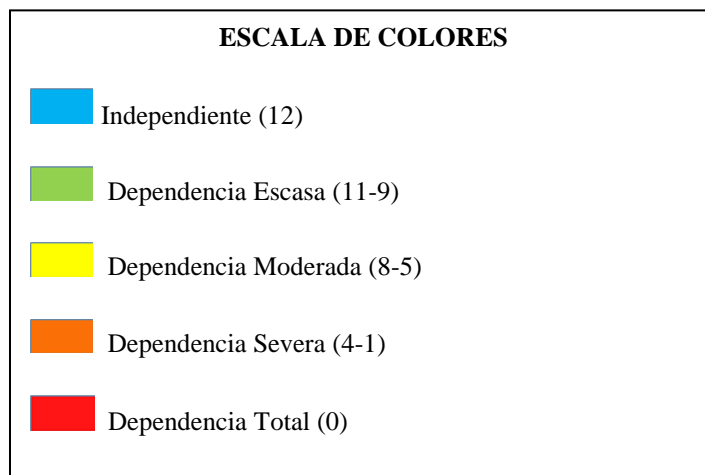 ESCALA DE COLORES
Independiente (12)
Dependencia Escasa (11-9)
Dependencia Moderada (8-5)
Dependencia Severa (4-1)
Dependencia Total (0)